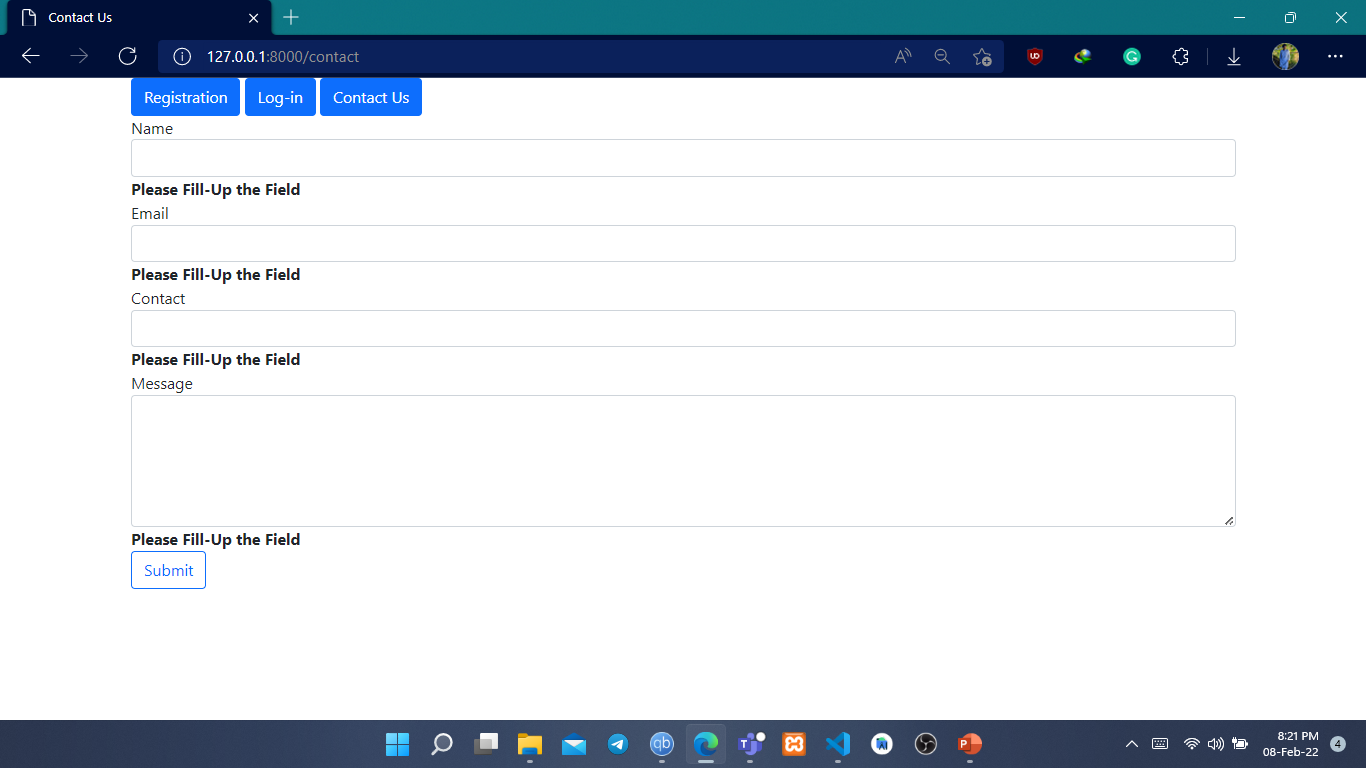 Contact Us
127.0.0.1:8000/contact
Registration Log-in Contact Us
Name
Please Fill-Up the Field
Email
Please Fill-Up the Field
Contact
Please Fill-Up the Field
Message
Please Fill-Up the Field
Submit
8:21 PM
08-Feb-22
4